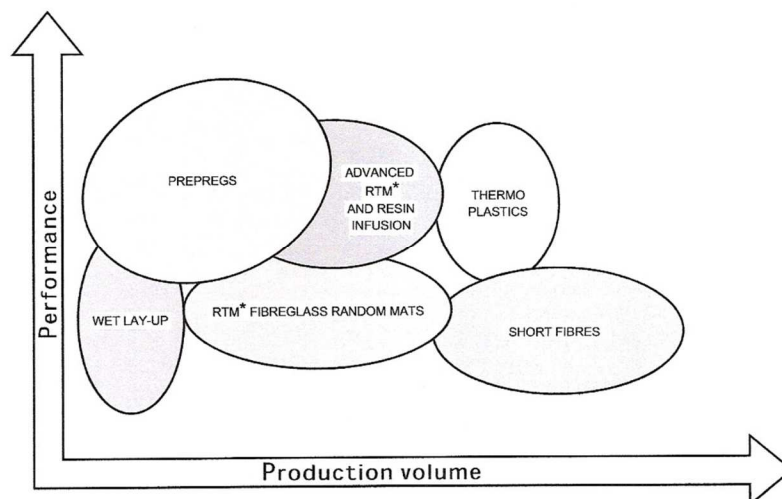 Performance
PREPREGS
ADVANCED
RTM*
AND RESIN
INFUSION
THERMO
PLASTICS
WET LAY-UP
RTM* FIBREGLASS RANDOM MATS
SHORT FIBRES
Production volume